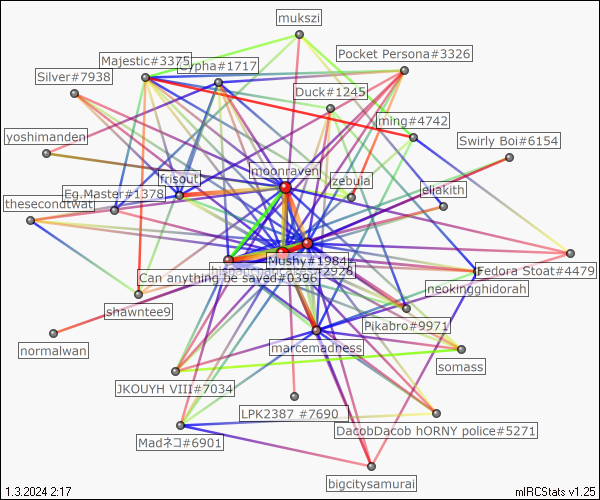 mukszi
Pocket Persona#3326
Majestic#3375
Cypha#1717
Silver#7938
Duck#1245
ming#4742
Swirly Boi#6154
yoshimanden
moonraven
frisout
zebula
Eg.Master#1378
eliakith
thesecondtwat
Mushy#1984
#2928
Fedora Stoat#4479
Can anything be saved#0396
neokingghidorah
shawntee9
Pikabro#9971
normalwan
marcemadness
somass
JKOUYH VIII#7034
LPK2387 #7690
DacobDacob hORNY police#5271
Madネコ#6901
bigcitysamurai
1.3.2024 2:17
mIRCStats v1.25